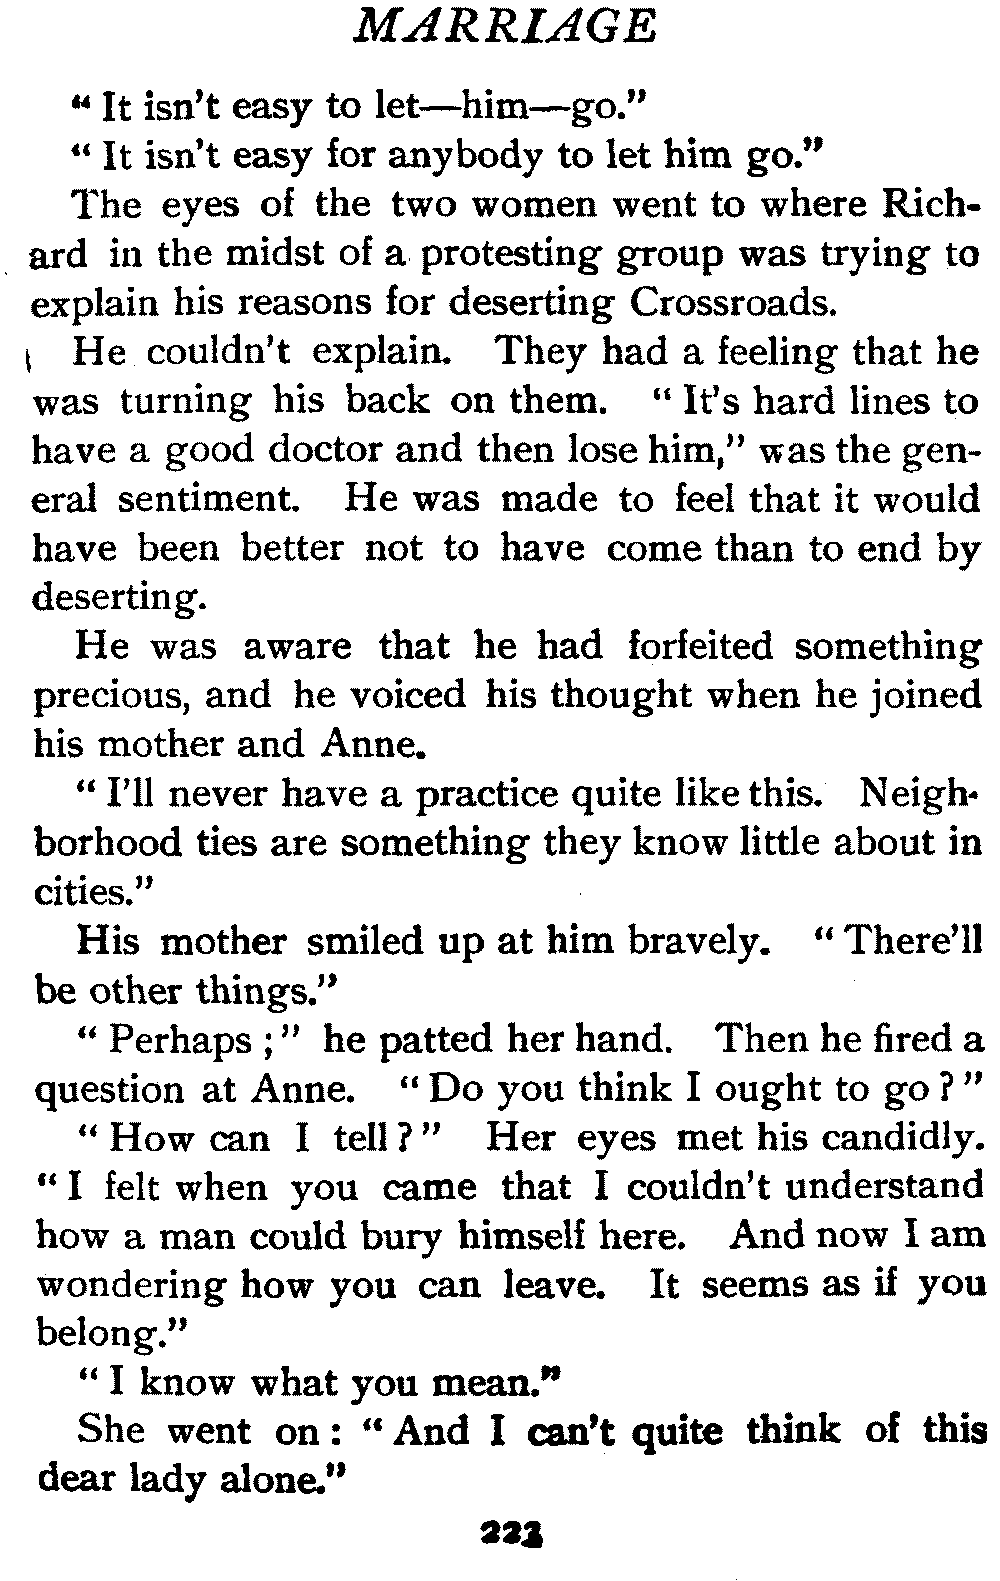 MARRIAGE
“ It isn't easy to let—him—go.”
“ It isn't easy for anybody to let him go.”
The eyes of the two women went to where Rich-
ard in the midst of a protesting group was trying to
explain his reasons for deserting Crossroads.
He couldn't explain. They had a feeling that he
was turning his back on them. “ It's hard lines to
have a good doctor and then lose him,” was the gen-
eral sentiment. He was made to feel that it would
have been better not to have come than to end by
deserting.
He was aware that he had forfeited something
precious, and he voiced his thought when he joined
his mother and Anne.
“ I'll never have a practice quite like this. Neigh-
borhood ties are something they know little about in
cities.”
His mother smiled up at him bravely. “ There'll
be other things.”
“ Perhaps ; ” he patted her hand. Then he fired a
question at Anne. “ Do you think I ought to go ? ”
“ How can I tell ? ” Her eyes met his candidly.
“ I felt when you came that I couldn't understand
how a man could bury himself here. And now I am
wondering how you can leave. It seems as if you
belong.”
“ I know what you mean.”
She went on : “ And I can't quite think of this
dear lady alone.”